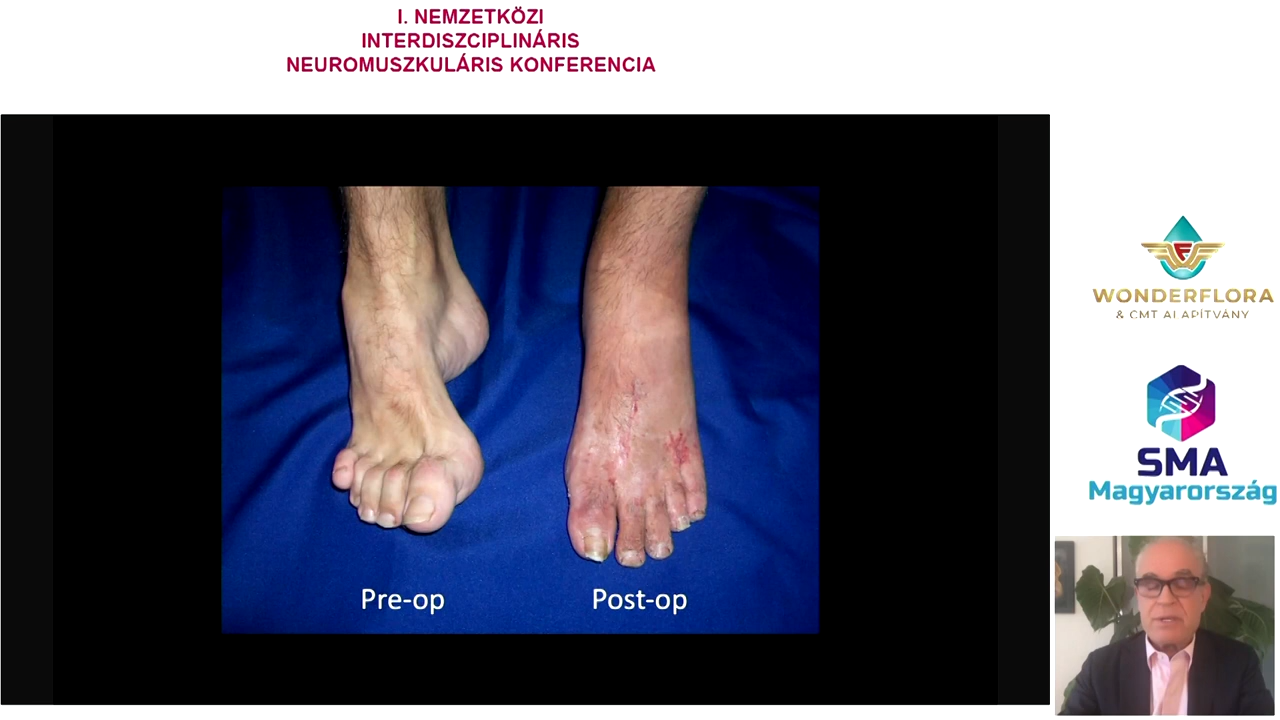 I. NEMZETKÖZI
INTERDISZCIPLINÁRIS
NEUROMUSZKULÁRIS KONFERENCIA
Pre-op
Post-op
WONDERFLORA
& CMT ALAPÍTVÁNY
SMA
Magyarország